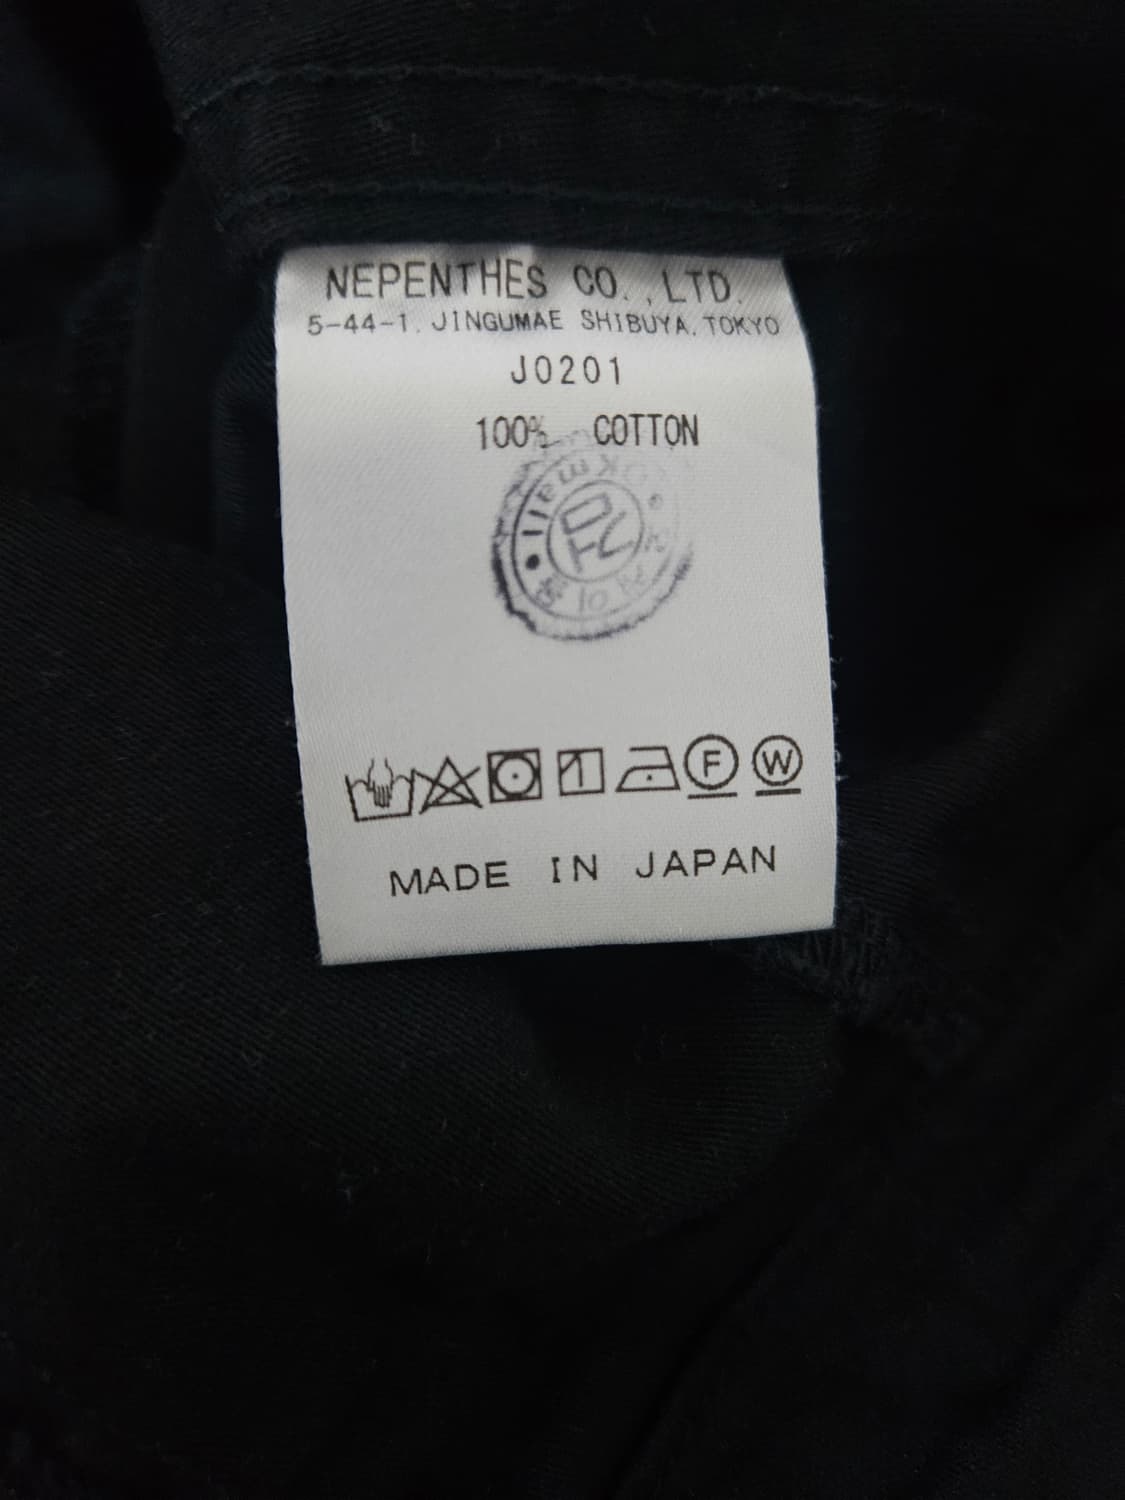 NEPENTHES CO.,LTD.
5-44-1. JINGUMAE SHIBUYA.TOKYO
J0201
100% COTTON
F
W
MADE IN JAPAN